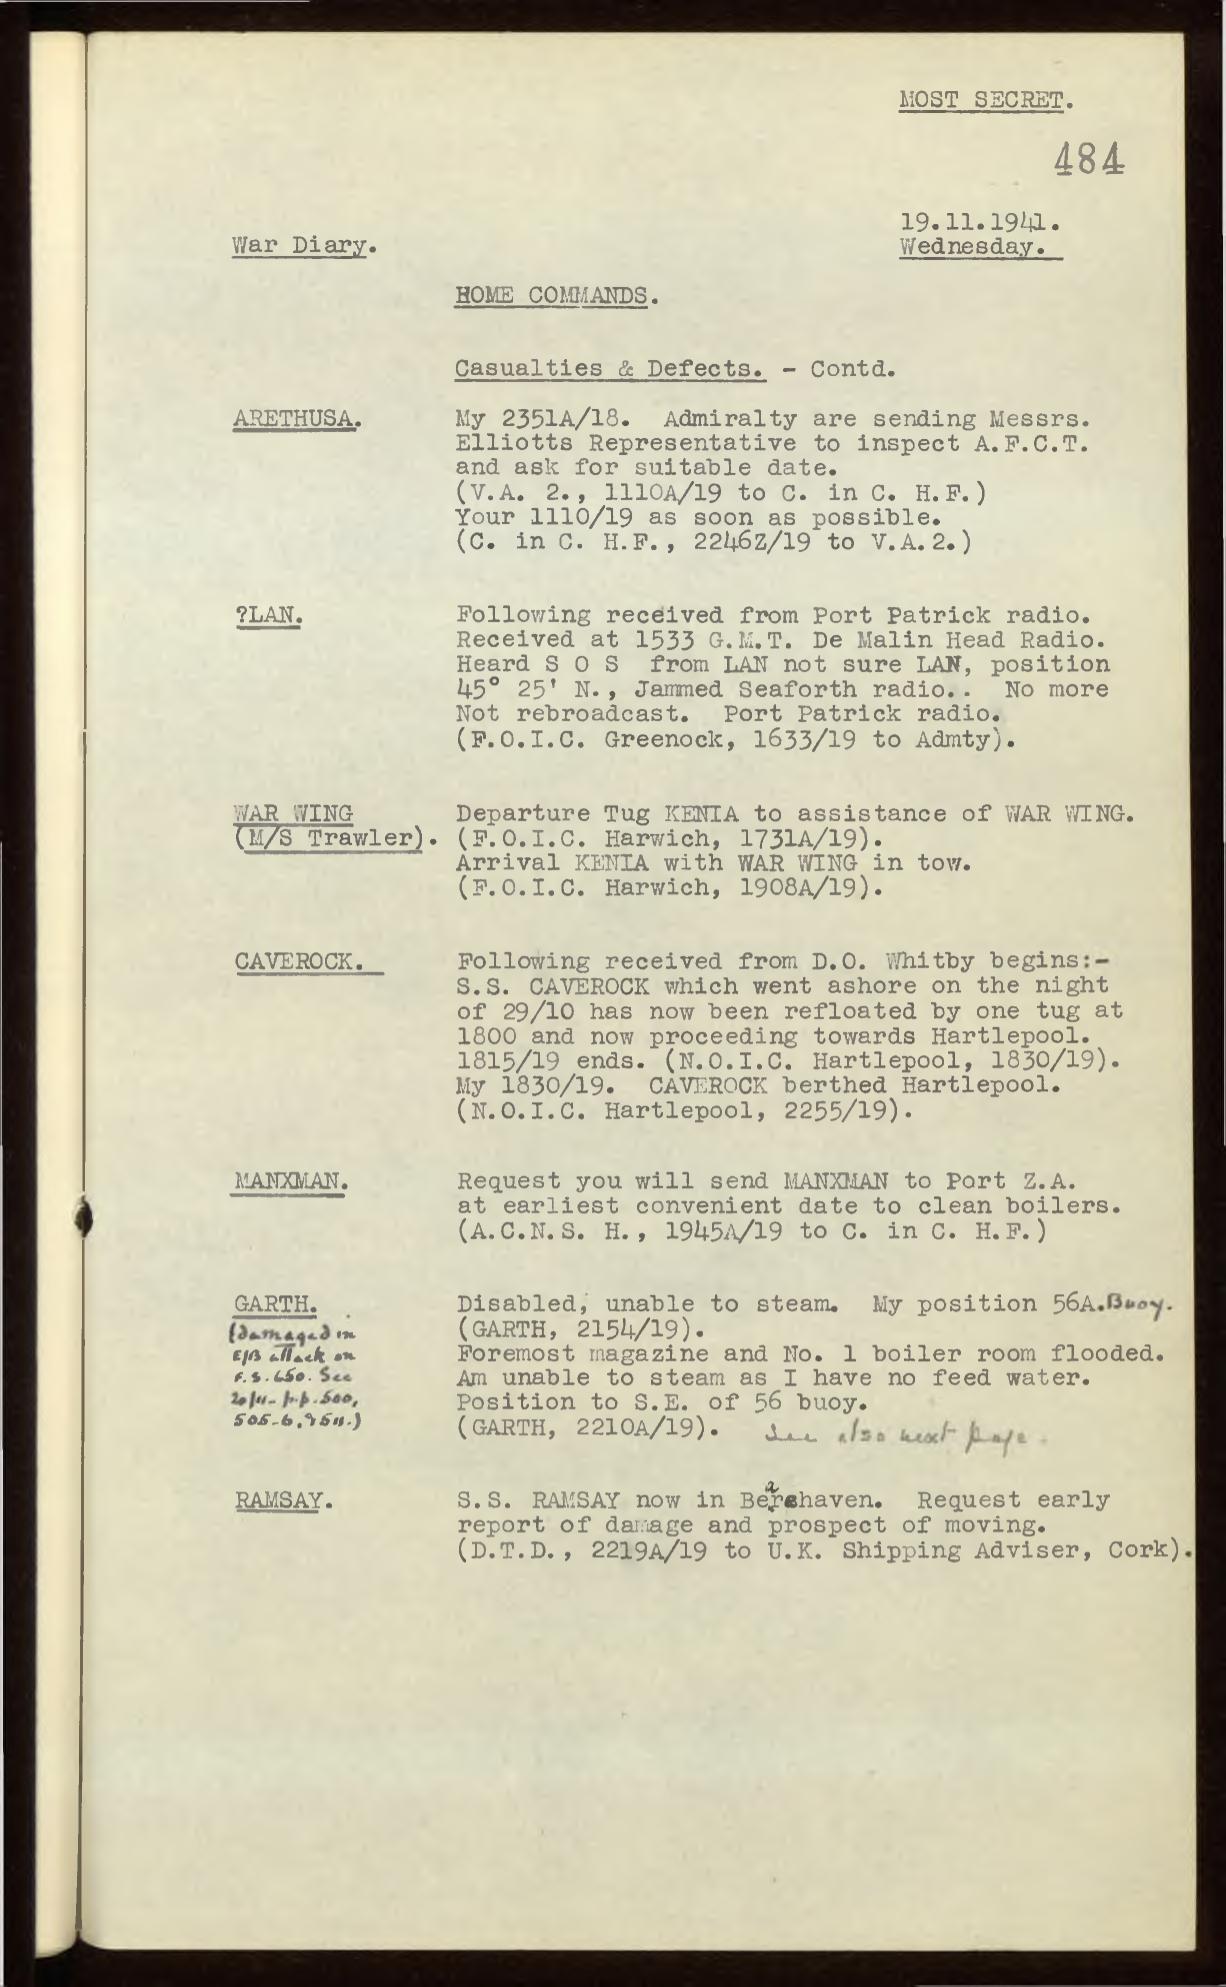 MOST SECRET.
484
19.11.1941.
War Diary.
Wednesday.
HOME COMMANDS.
Casualties & Defects. - Contd.
ARETHUSA. My 2351A/18. Admiralty are sending Messrs.
Elliotts Representative to inspect A.F.C.T.
and ask for suitable date.
(V.A. 2., 1110A/19 to C. in C. H.F.)
Your 1110/19 as soon as possible.
(C. in C. H.F., 2246Z/19 to V.A.2.)
?LAN. Following received from Port Patrick radio.
Received at 1533 G.M.T. De Malin Head Radio.
Heard S O S from LAN not sure LAN, position
45° 25' N., Jammed Seaforth radio.. No more
Not rebroadcast. Port Patrick radio.
(F.O.I.C. Greenock, 1633/19 to Admty).
WAR WING Departure Tug KENIA to assistance of WAR WING.
(M/S Trawler). (F.O.I.C. Harwich, 1731A/19).
Arrival KENIA with WAR WING in tow.
(F.O.I.C. Harwich, 1908A/19).
CAVEROCK. Following received from D.O. Whitby begins:-
S.S. CAVEROCK which went ashore on the night
of 29/10 has now been refloated by one tug at
1800 and now proceeding towards Hartlepool.
1815/19 ends. (N.O.I.C. Hartlepool, 1830/19).
My 1830/19. CAVEROCK berthed Hartlepool.
(N.O.I.C. Hartlepool, 2255/19).
MANXMAN. Request you will send MANXMAN to Port Z.A.
at earliest convenient date to clean boilers.
(A.C.N.S. H., 1945A/19 to C. in C. H.F.)
GARTH. Disabled, unable to steam. My position 56A. Buoy.
(damaged in (GARTH, 2154/19).
E/B attack on Foremost magazine and No. 1 boiler room flooded.
F.S. 650. See Am unable to steam as I have no feed water.
20/11 - p.p. 500, Position to S.E. of 56 buoy.
505-6, 9511.) (GARTH, 2210A/19). See also next page.
RAMSAY. S.S. RAMSAY now in Berehaven. Request early
report of damage and prospect of moving.
(D.T.D., 2219A/19 to U.K. Shipping Adviser, Cork).